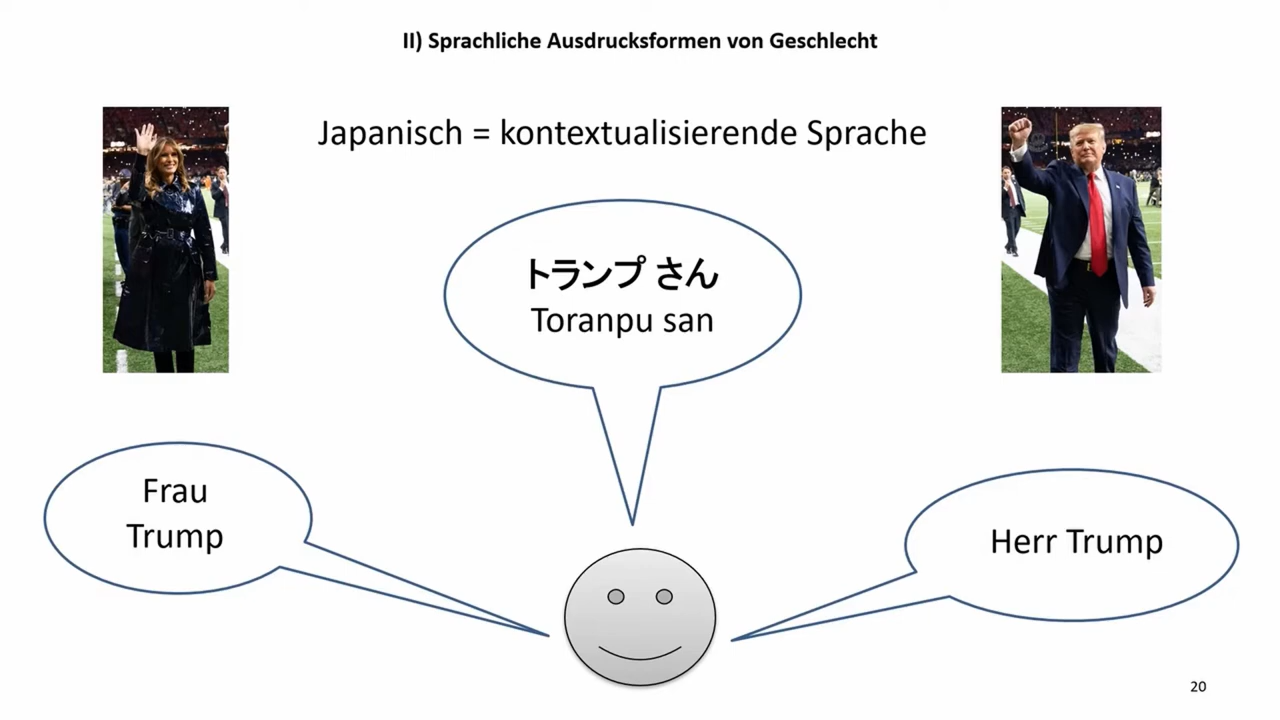 II) Sprachliche Ausdrucksformen von Geschlecht
Japanisch = kontextualisierende Sprache
トランプ さん
Toranpu san
Frau
Trump
Herr Trump
20